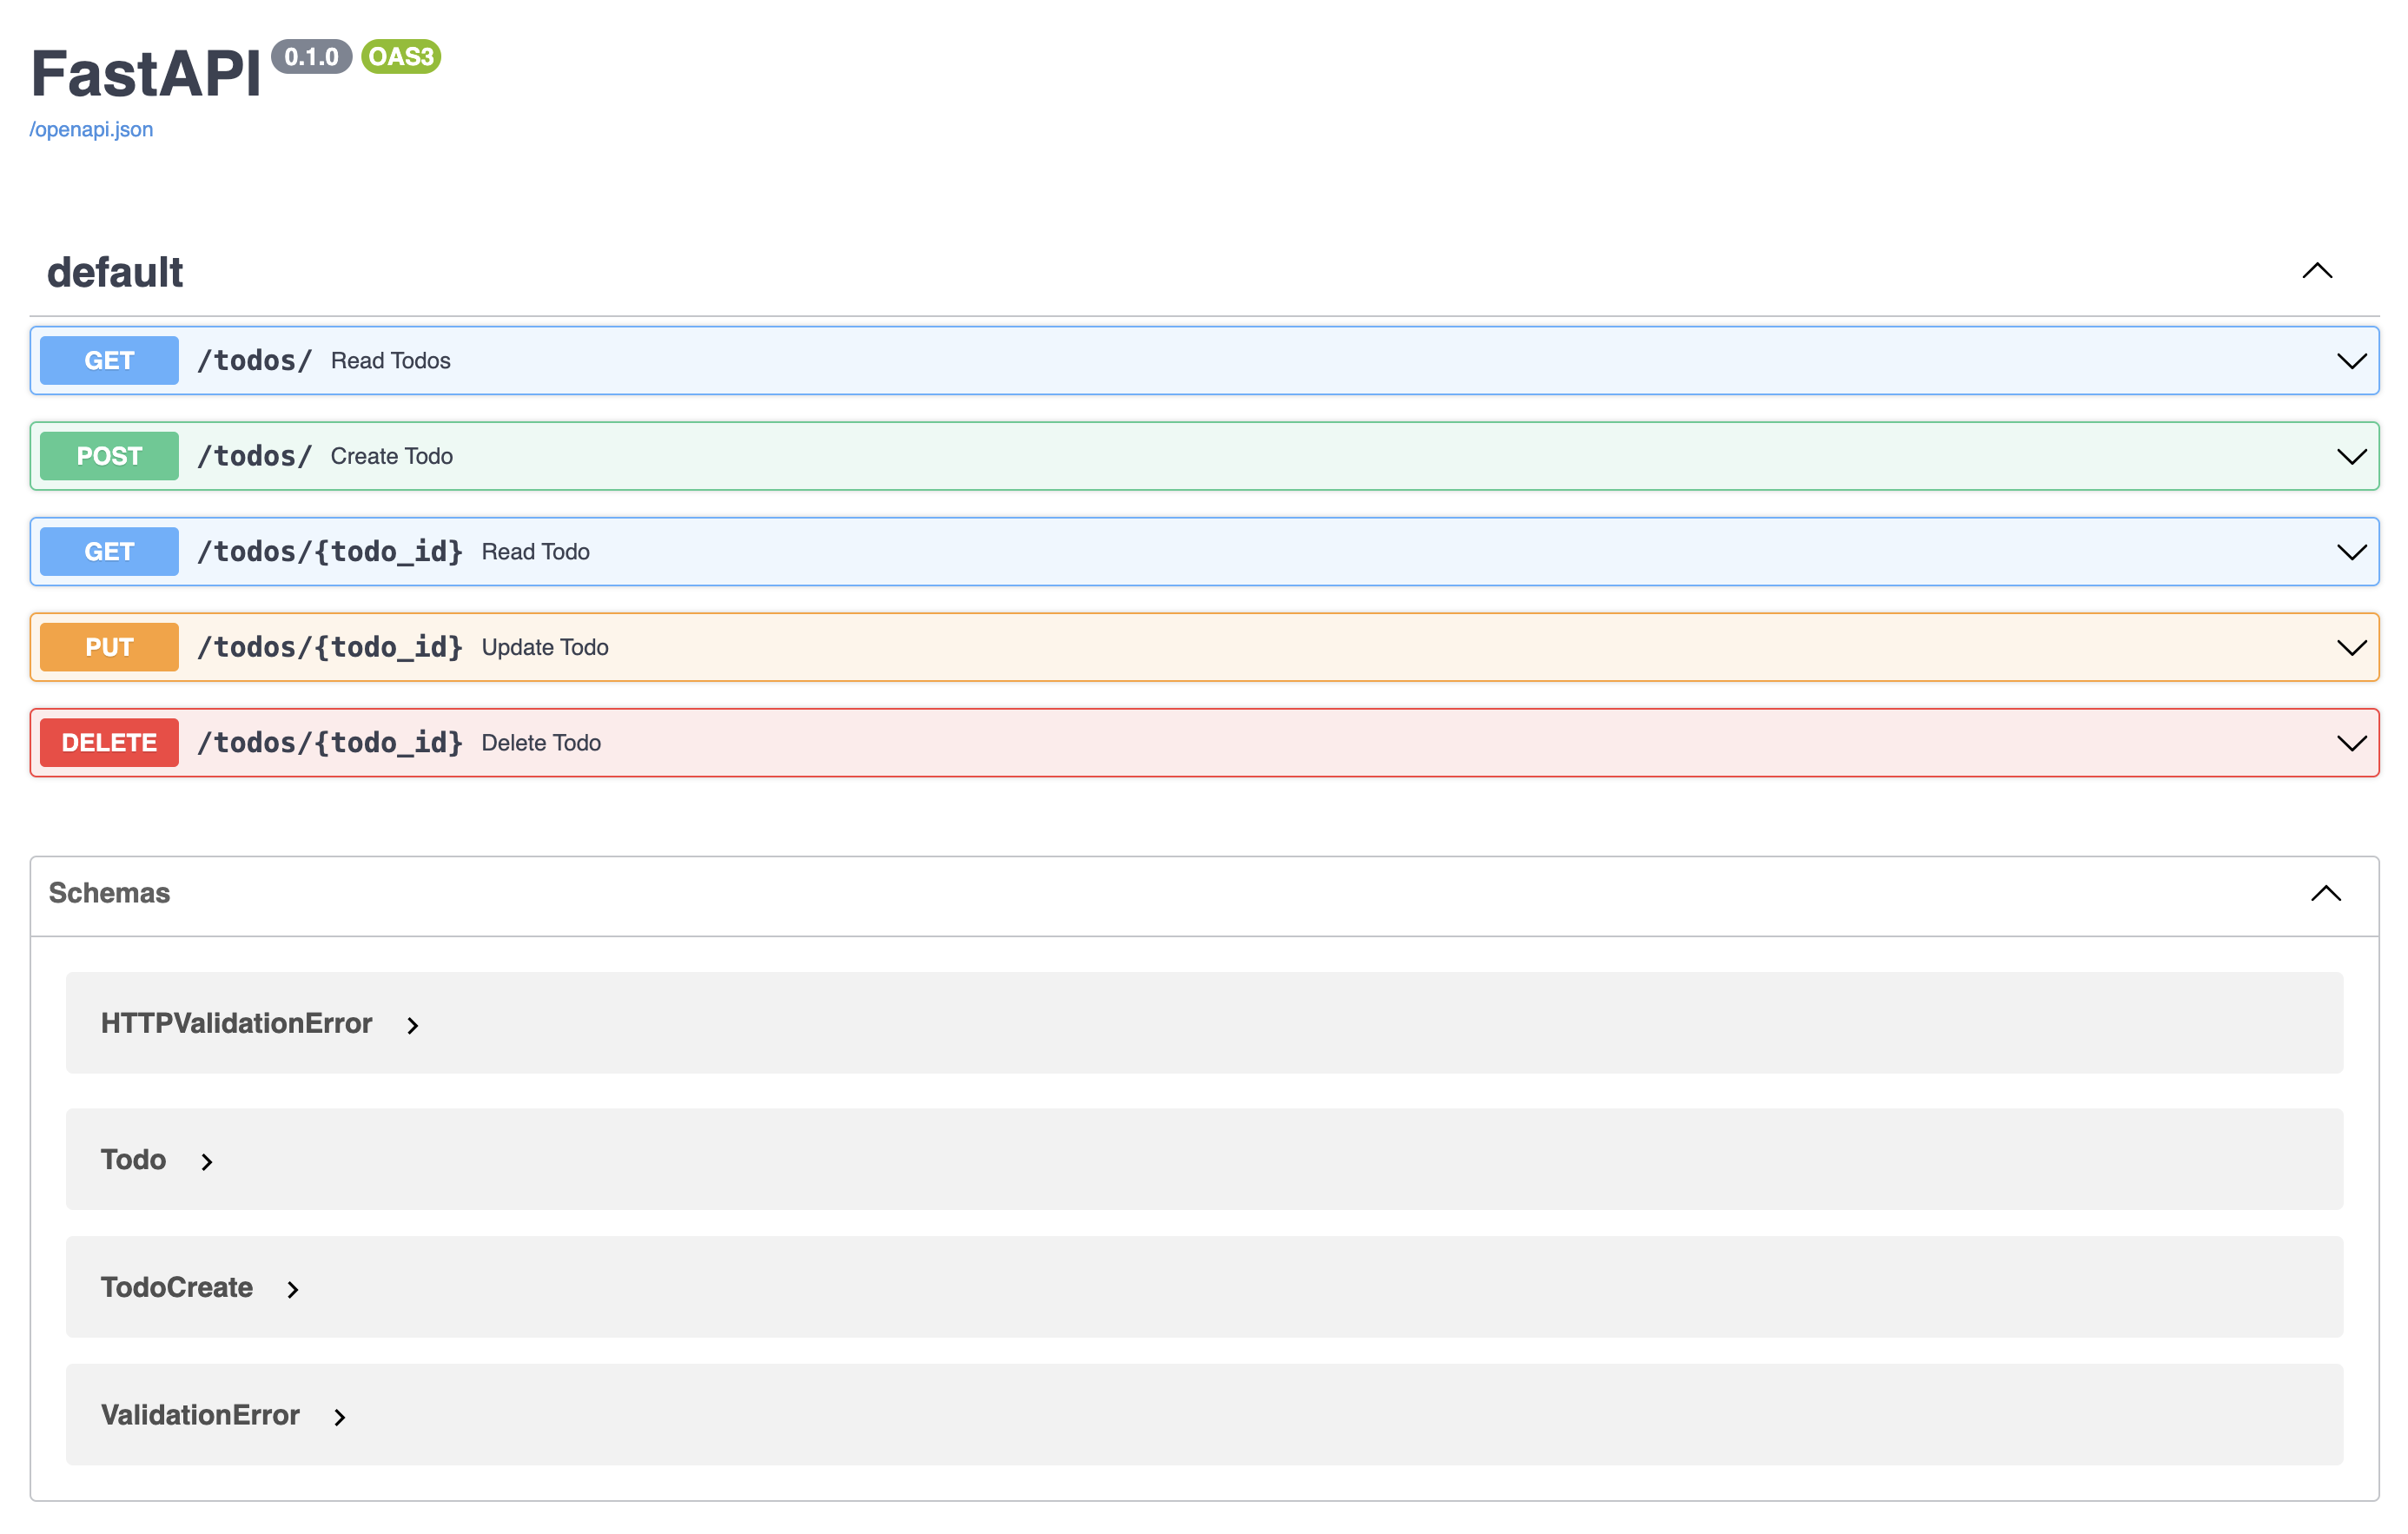 FastAPI 0.1.0 OAS3
/openapi.json
default
GET /todos/ Read Todos
POST /todos/ Create Todo
GET /todos/{todo_id} Read Todo
PUT /todos/{todo_id} Update Todo
DELETE /todos/{todo_id} Delete Todo
Schemas
HTTPValidationError
Todo
TodoCreate
ValidationError